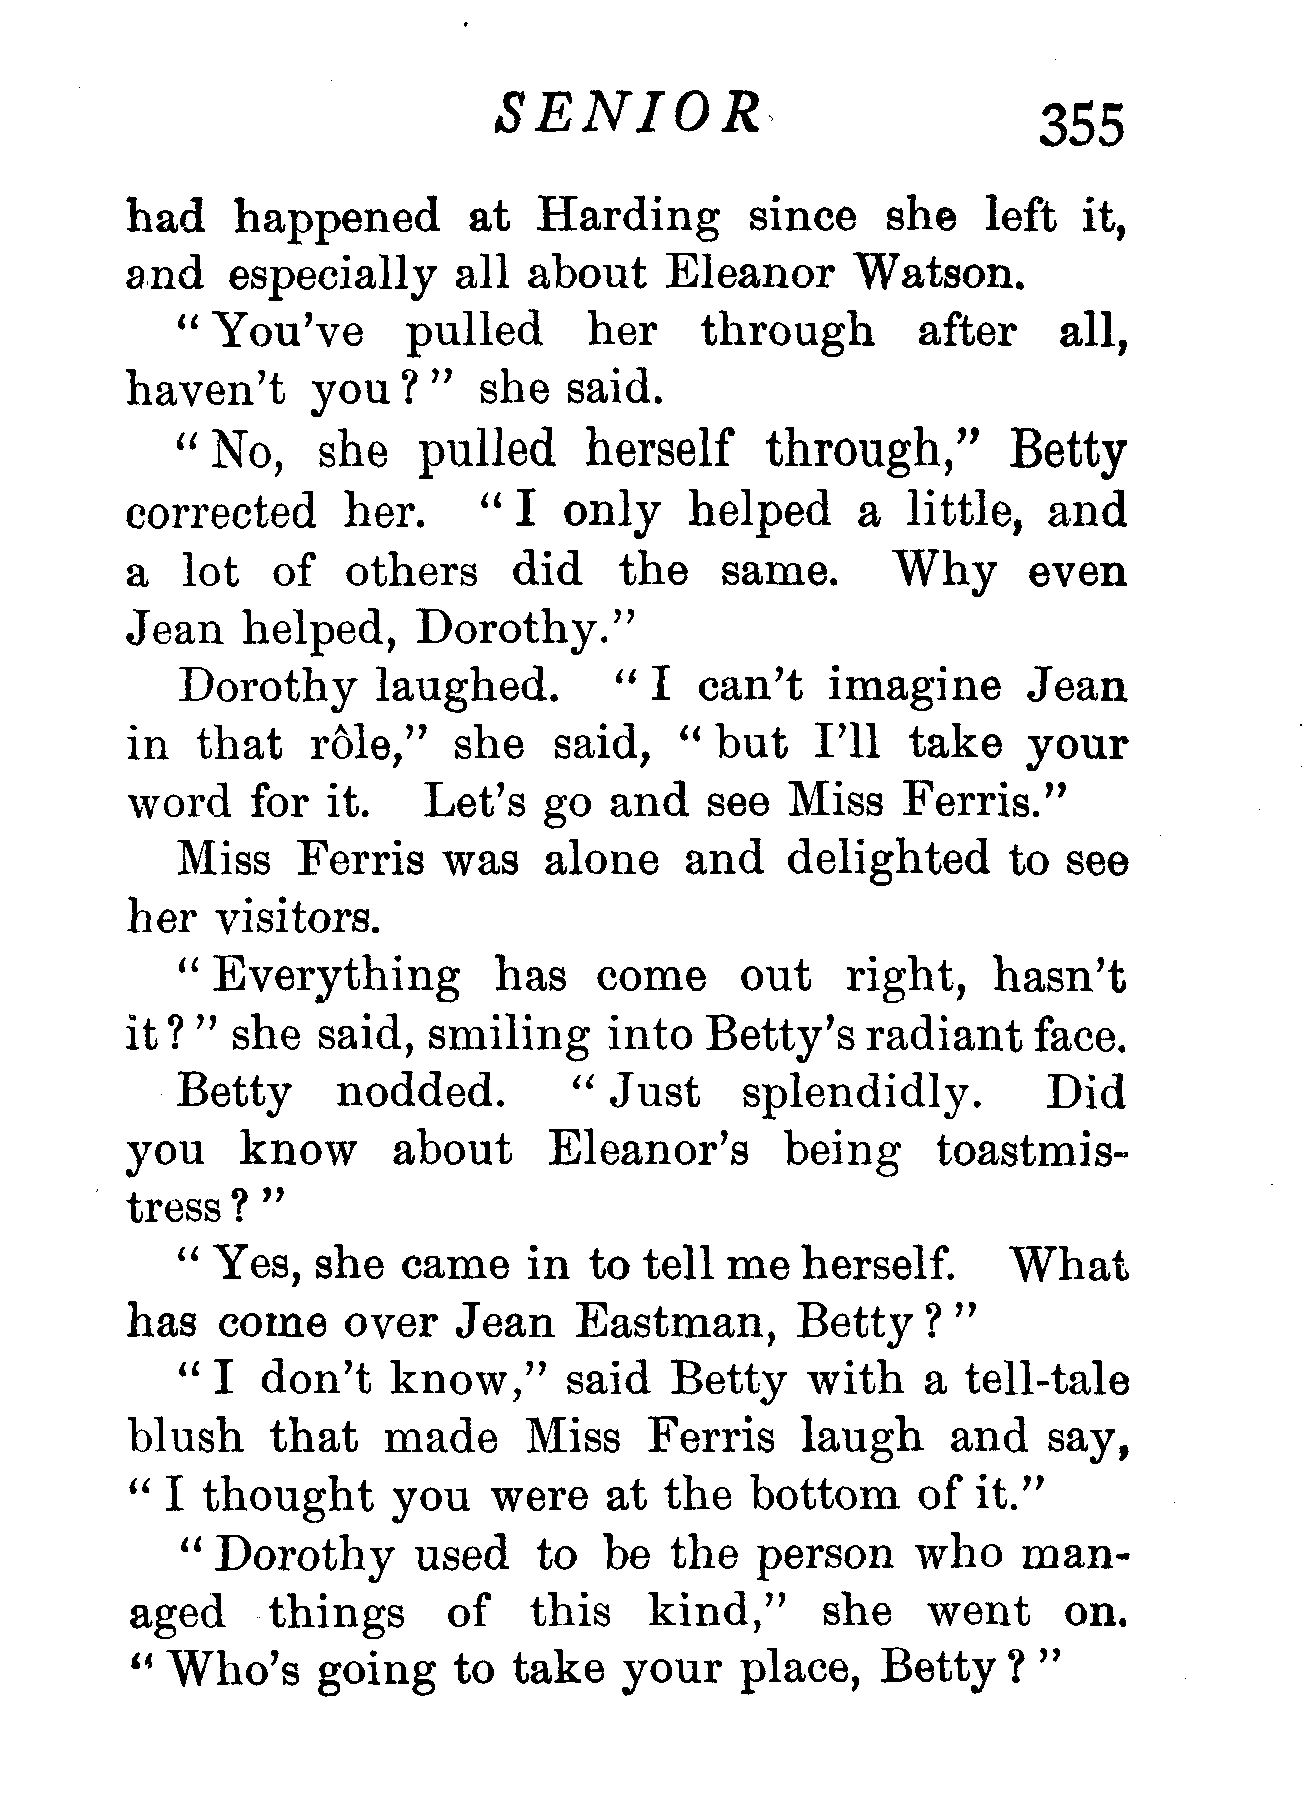 SENIOR 355
had happened at Harding since she left it,
and especially all about Eleanor Watson.
“ You’ve pulled her through after all,
haven’t you ? ” she said.
“ No, she pulled herself through,” Betty
corrected her. “ I only helped a little, and
a lot of others did the same. Why even
Jean helped, Dorothy.”
Dorothy laughed. “ I can’t imagine Jean
in that rôle,” she said, “ but I’ll take your
word for it. Let’s go and see Miss Ferris.”
Miss Ferris was alone and delighted to see
her visitors.
“ Everything has come out right, hasn’t
it ? ” she said, smiling into Betty’s radiant face.
Betty nodded. “ Just splendidly. Did
you know about Eleanor’s being toastmis-
tress ? ”
“ Yes, she came in to tell me herself. What
has come over Jean Eastman, Betty ? ”
“ I don’t know,” said Betty with a tell-tale
blush that made Miss Ferris laugh and say,
“ I thought you were at the bottom of it.”
“ Dorothy used to be the person who man-
aged things of this kind,” she went on.
“ Who’s going to take your place, Betty ? ”